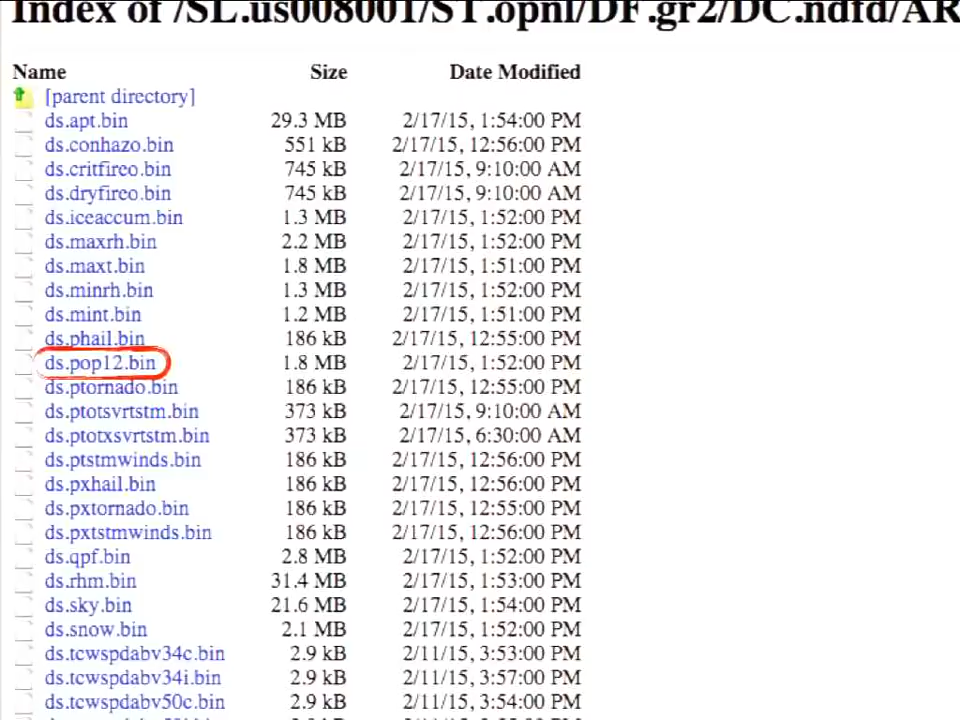 Index of /SL.us008001/ST.opnl/DF.gr2/DC.ndfd/AR
Name Size Date Modified
[parent directory]
ds.apt.bin 29.3 MB 2/17/15, 1:54:00 PM
ds.conhazo.bin 551 kB 2/17/15, 12:56:00 PM
ds.critfireo.bin 745 kB 2/17/15, 9:10:00 AM
ds.dryfireo.bin 745 kB 2/17/15, 9:10:00 AM
ds.iceaccum.bin 1.3 MB 2/17/15, 1:52:00 PM
ds.maxrh.bin 2.2 MB 2/17/15, 1:52:00 PM
ds.maxt.bin 1.8 MB 2/17/15, 1:51:00 PM
ds.minrh.bin 1.3 MB 2/17/15, 1:52:00 PM
ds.mint.bin 1.2 MB 2/17/15, 1:51:00 PM
ds.phail.bin 186 kB 2/17/15, 12:55:00 PM
ds.pop12.bin 1.8 MB 2/17/15, 1:52:00 PM
ds.ptornado.bin 186 kB 2/17/15, 12:55:00 PM
ds.ptotsvrtstm.bin 373 kB 2/17/15, 9:10:00 AM
ds.ptotxsvrtstm.bin 373 kB 2/17/15, 6:30:00 AM
ds.ptstmwinds.bin 186 kB 2/17/15, 12:56:00 PM
ds.pxhail.bin 186 kB 2/17/15, 12:56:00 PM
ds.pxtornado.bin 186 kB 2/17/15, 12:55:00 PM
ds.pxtstmwinds.bin 186 kB 2/17/15, 12:56:00 PM
ds.qpf.bin 2.8 MB 2/17/15, 1:52:00 PM
ds.rhm.bin 31.4 MB 2/17/15, 1:53:00 PM
ds.sky.bin 21.6 MB 2/17/15, 1:54:00 PM
ds.snow.bin 2.1 MB 2/17/15, 1:52:00 PM
ds.tcwspdabv34c.bin 2.9 kB 2/11/15, 3:53:00 PM
ds.tcwspdabv34i.bin 2.9 kB 2/11/15, 3:57:00 PM
ds.tcwspdabv50c.bin 2.9 kB 2/11/15, 3:54:00 PM